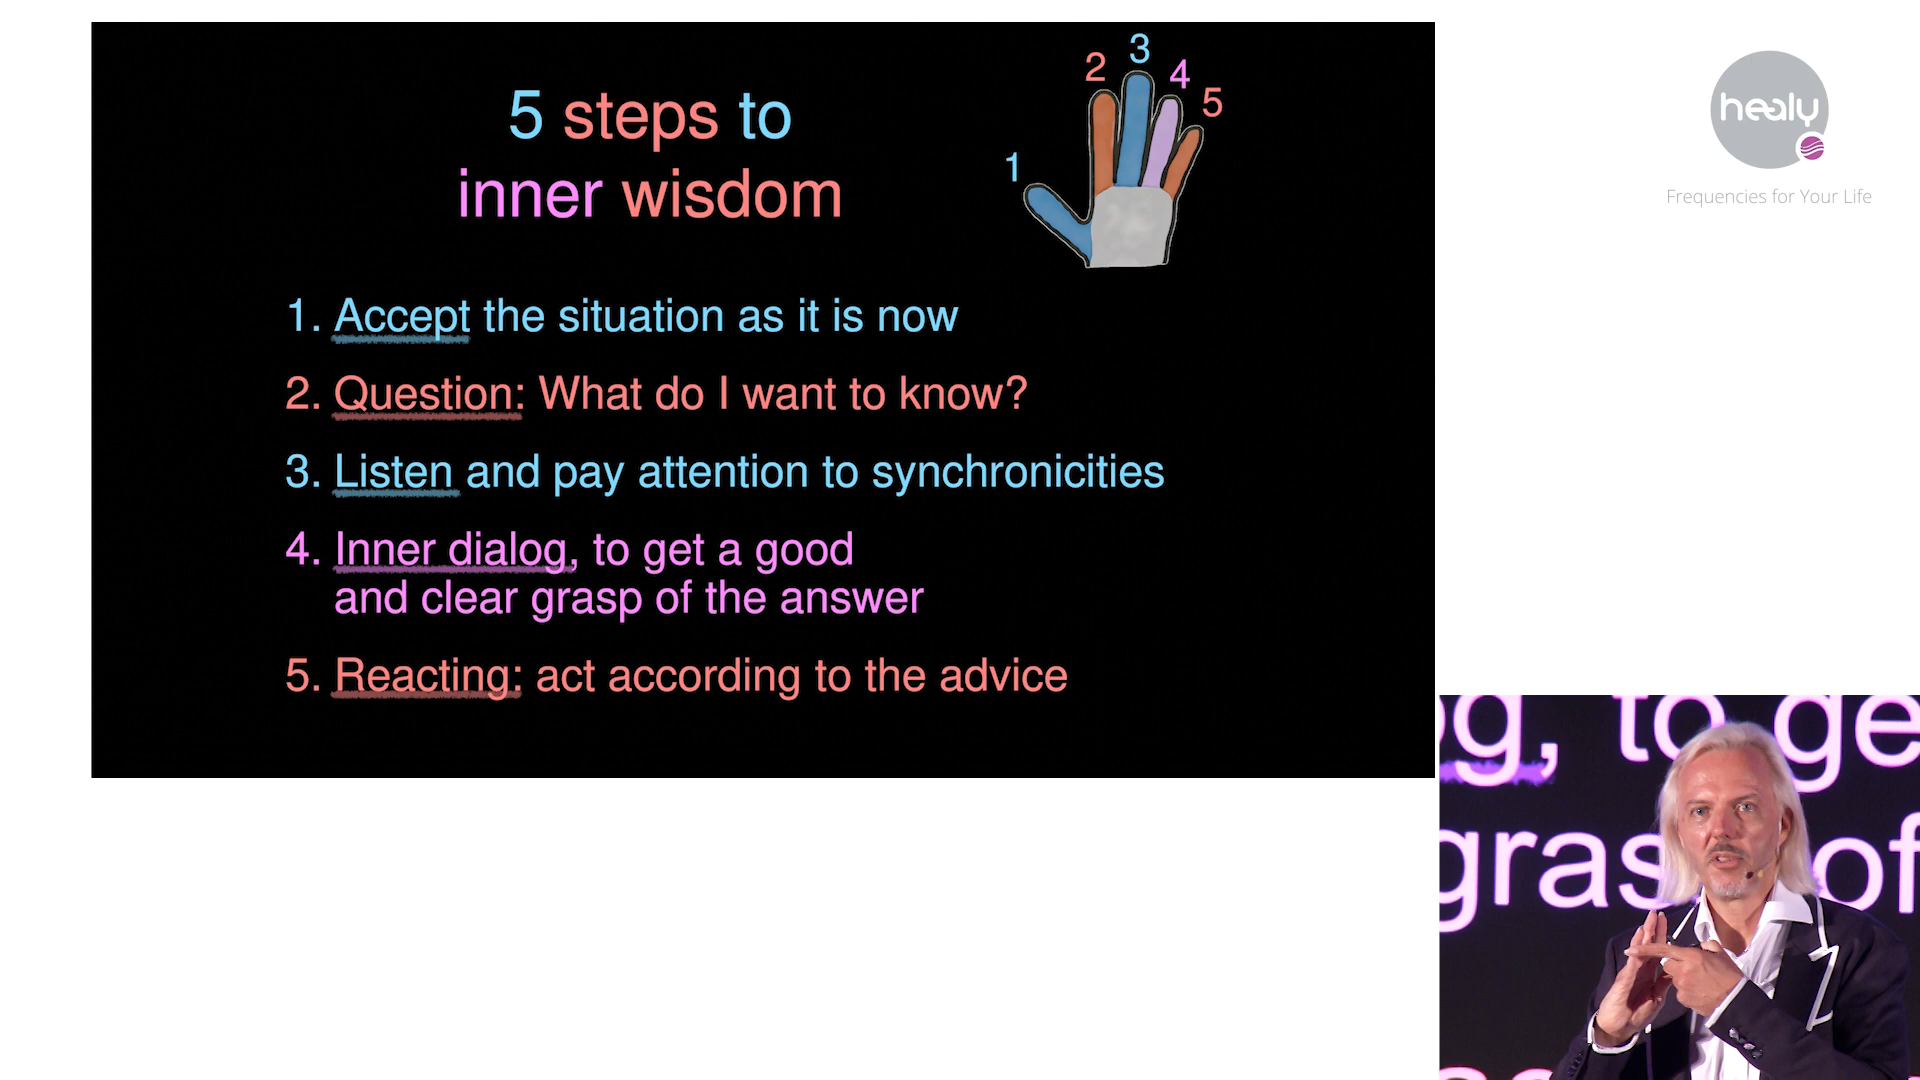 5 steps to
inner wisdom
1
2
3
4
5
1. Accept the situation as it is now
2. Question: What do I want to know?
3. Listen and pay attention to synchronicities
4. Inner dialog, to get a good
and clear grasp of the answer
5. Reacting: act according to the advice
healy
Frequencies for Your Life
g, to ge
gras of